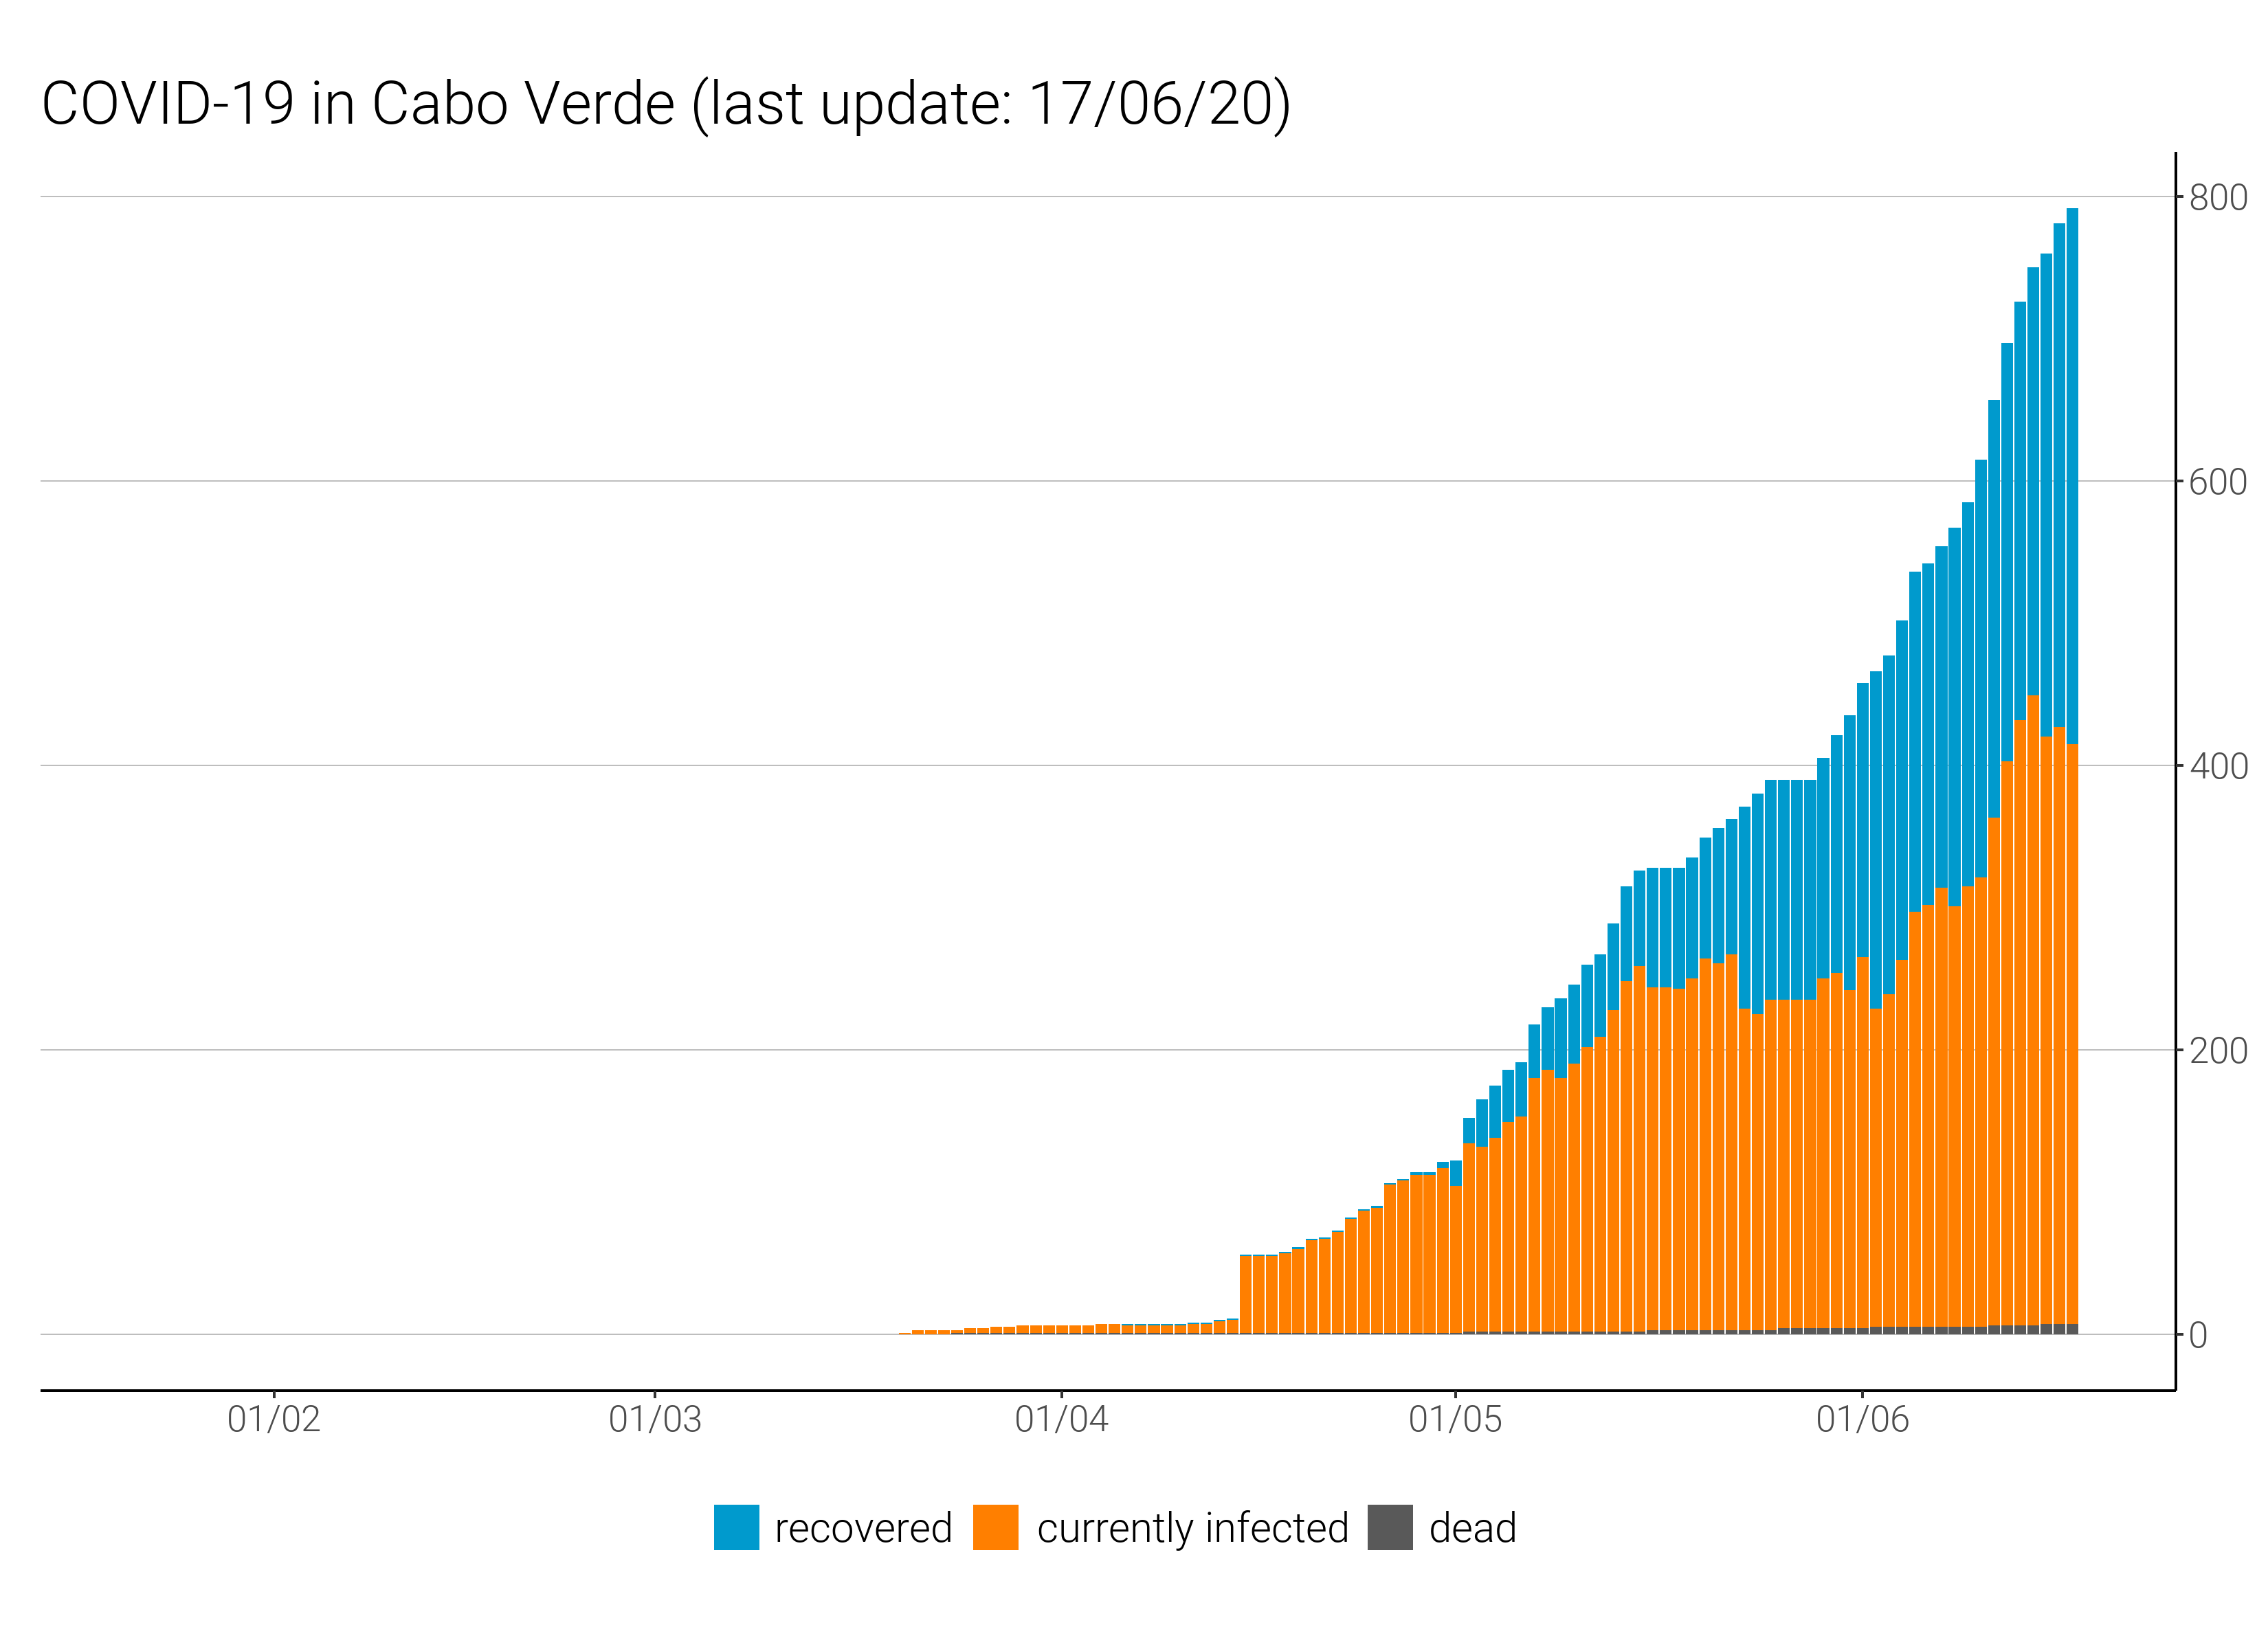 COVID-19 in Cabo Verde (last update: 17/06/20)
800
600
400
200
0
01/02 01/03 01/04 01/05 01/06
recovered currently infected dead